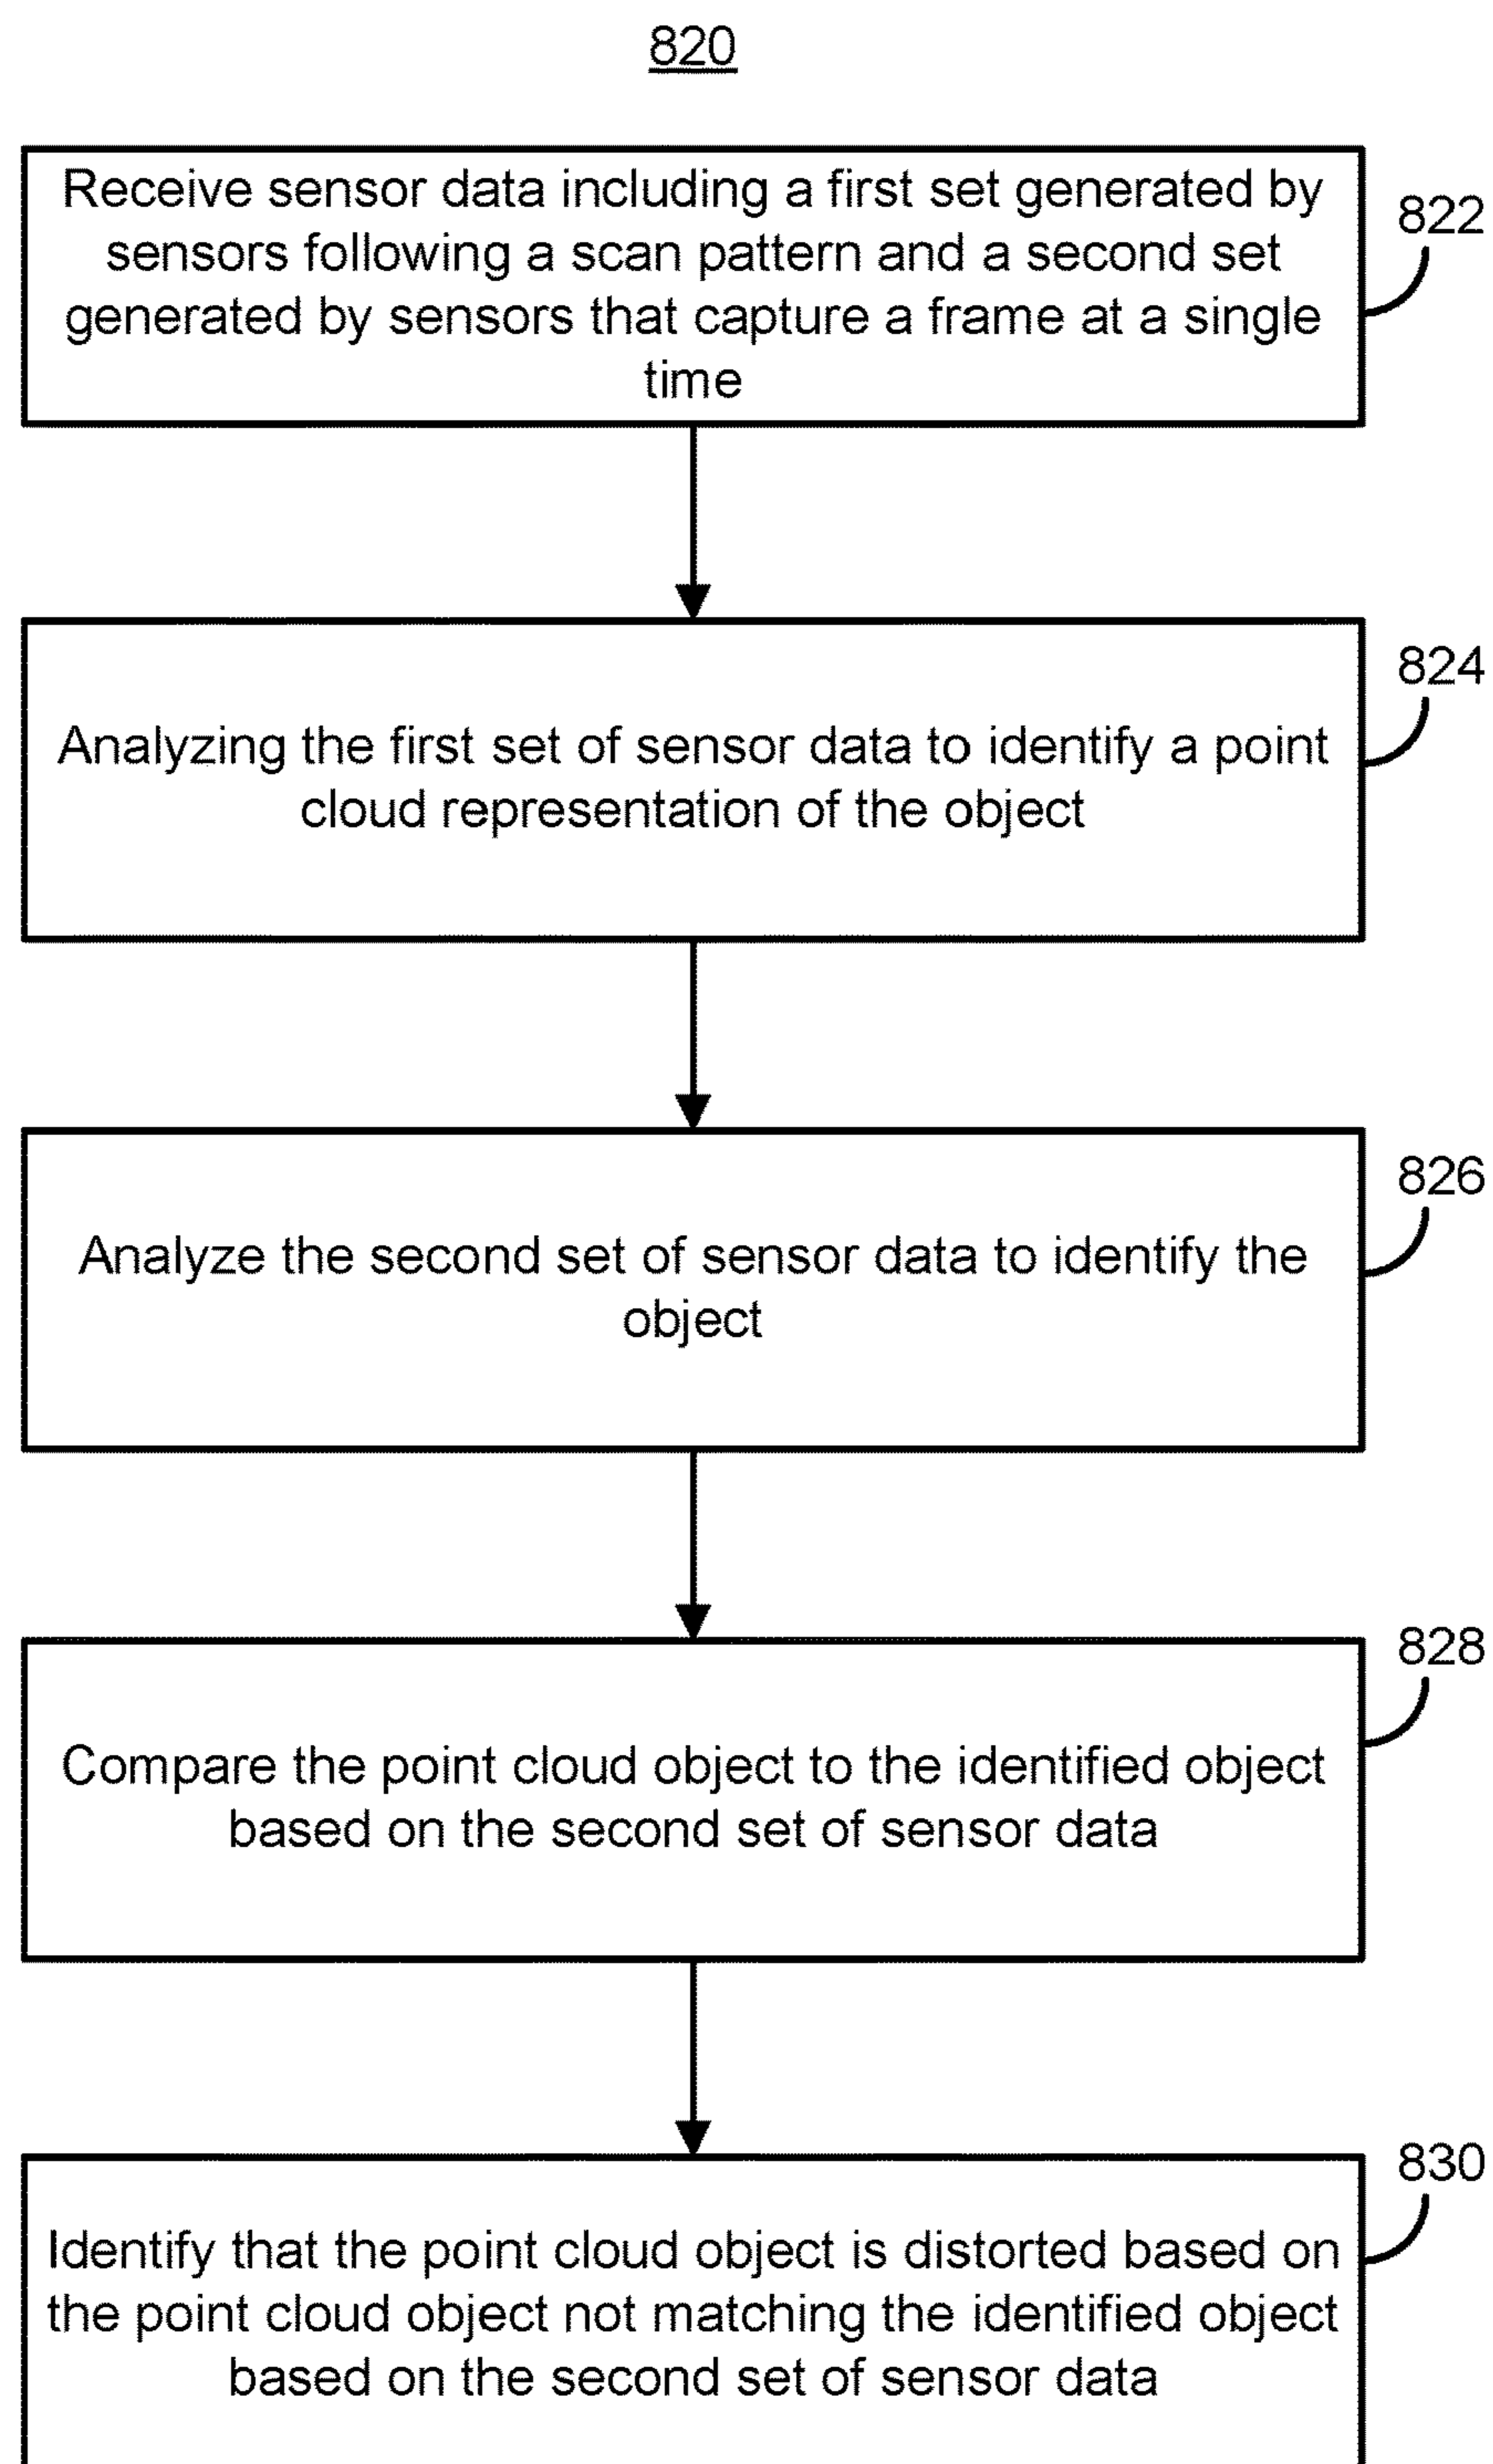 820
Receive sensor data including a first set generated by
sensors following a scan pattern and a second set
generated by sensors that capture a frame at a single
time
822
Analyzing the first set of sensor data to identify a point
cloud representation of the object
824
Analyze the second set of sensor data to identify the
object
826
Compare the point cloud object to the identified object
based on the second set of sensor data
828
Identify that the point cloud object is distorted based on
the point cloud object not matching the identified object
based on the second set of sensor data
830